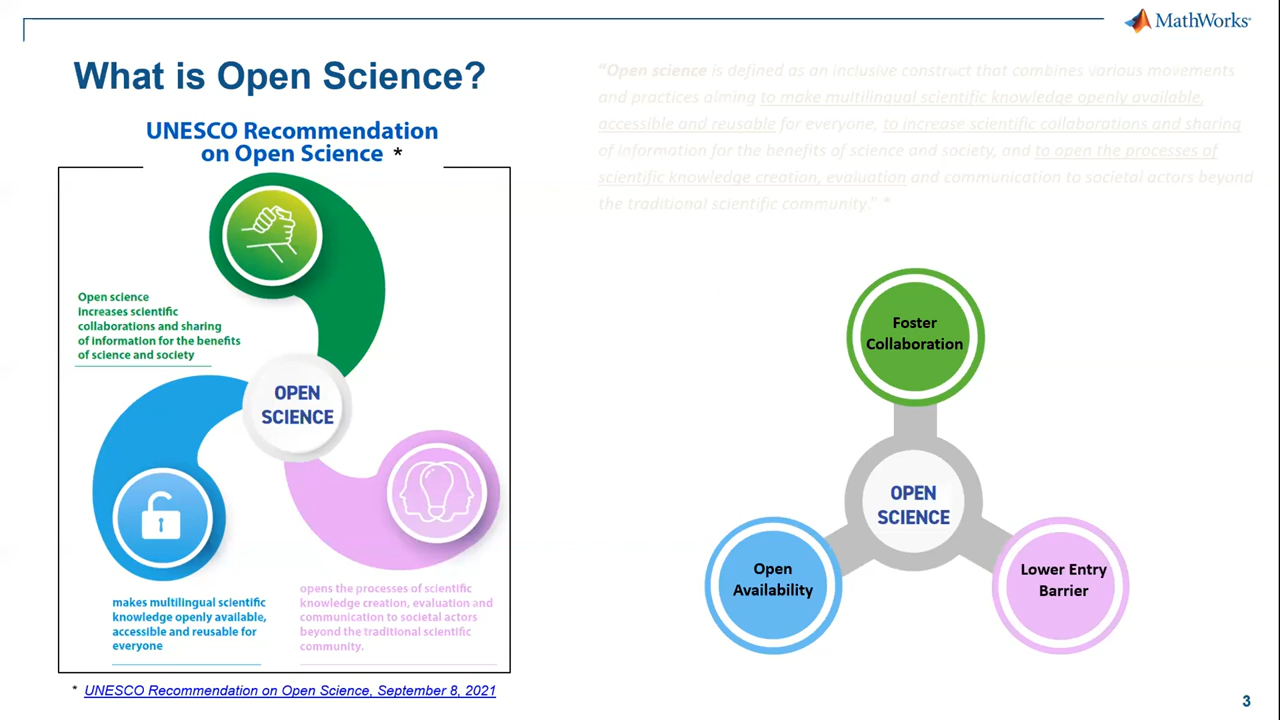 MathWorks®
What is Open Science?
UNESCO Recommendation
on Open Science *
Open science
increases scientific
collaborations and sharing
of information for the benefits
of science and society
OPEN
SCIENCE
makes multilingual scientific
knowledge openly available,
accessible and reusable for
everyone
opens the processes of scientific
knowledge creation, evaluation and
communication to societal actors
beyond the traditional scientific
community.
* UNESCO Recommendation on Open Science, September 8, 2021
"Open science is defined as an inclusive construct that combines various movements
and practices aiming to make multilingual scientific knowledge openly available,
accessible and reusable for everyone, to increase scientific collaborations and sharing
of information for the benefits of science and society, and to open the processes of
scientific knowledge creation, evaluation and communication to societal actors beyond
the traditional scientific community." *
Foster
Collaboration
OPEN
SCIENCE
Open
Availability
Lower Entry
Barrier
3